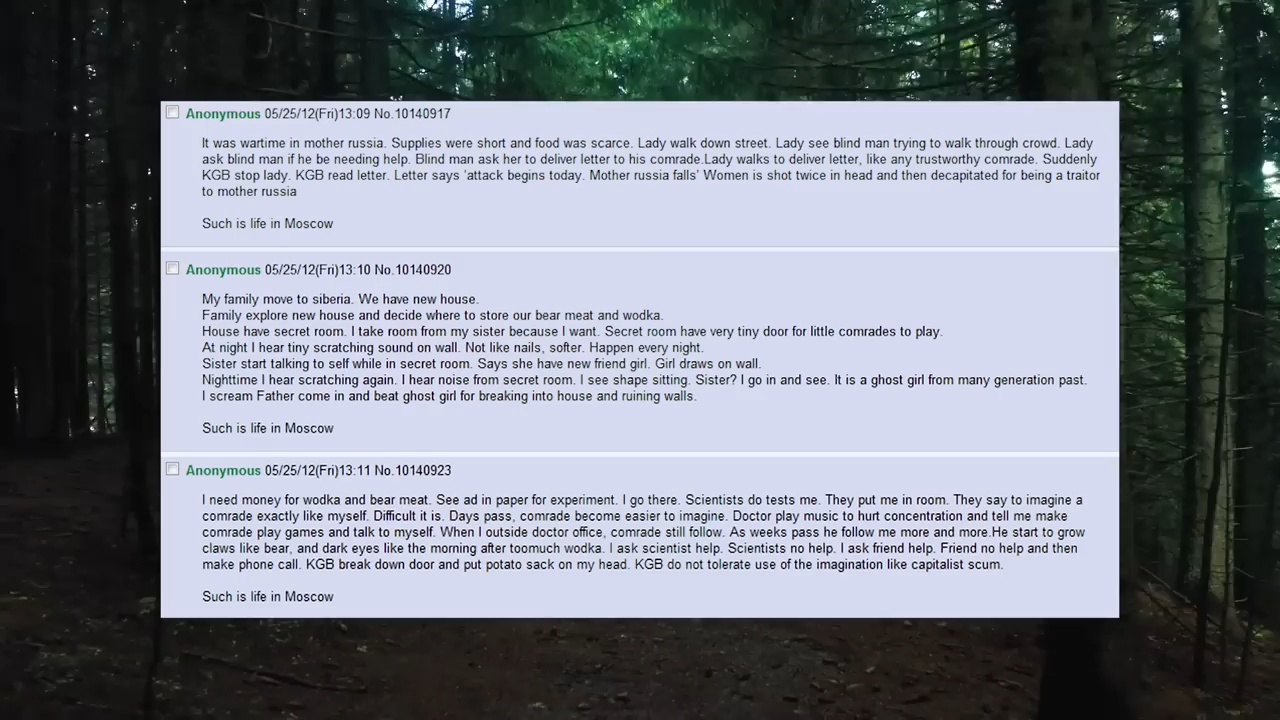 Anonymous 05/25/12(Fri)13:09 No.10140917
It was wartime in mother russia. Supplies were short and food was scarce. Lady walk down street. Lady see blind man trying to walk through crowd. Lady
ask blind man if he be needing help. Blind man ask her to deliver letter to his comrade.Lady walks to deliver letter, like any trustworthy comrade. Suddenly
KGB stop lady. KGB read letter. Letter says 'attack begins today. Mother russia falls' Women is shot twice in head and then decapitated for being a traitor
to mother russia
Such is life in Moscow
Anonymous 05/25/12(Fri)13:10 No.10140920
My family move to siberia. We have new house.
Family explore new house and decide where to store our bear meat and wodka.
House have secret room. I take room from my sister because I want. Secret room have very tiny door for little comrades to play.
At night I hear tiny scratching sound on wall. Not like nails, softer. Happen every night.
Sister start talking to self while in secret room. Says she have new friend girl. Girl draws on wall.
Nighttime I hear scratching again. I hear noise from secret room. I see shape sitting. Sister? I go in and see. It is a ghost girl from many generation past.
I scream Father come in and beat ghost girl for breaking into house and ruining walls.
Such is life in Moscow
Anonymous 05/25/12(Fri)13:11 No.10140923
I need money for wodka and bear meat. See ad in paper for experiment. I go there. Scientists do tests me. They put me in room. They say to imagine a
comrade exactly like myself. Difficult it is. Days pass, comrade become easier to imagine. Doctor play music to hurt concentration and tell me make
comrade play games and talk to myself. When I outside doctor office, comrade still follow. As weeks pass he follow me more and more.He start to grow
claws like bear, and dark eyes like the morning after toomuch wodka. I ask scientist help. Scientists no help. I ask friend help. Friend no help and then
make phone call. KGB break down door and put potato sack on my head. KGB do not tolerate use of the imagination like capitalist scum.
Such is life in Moscow